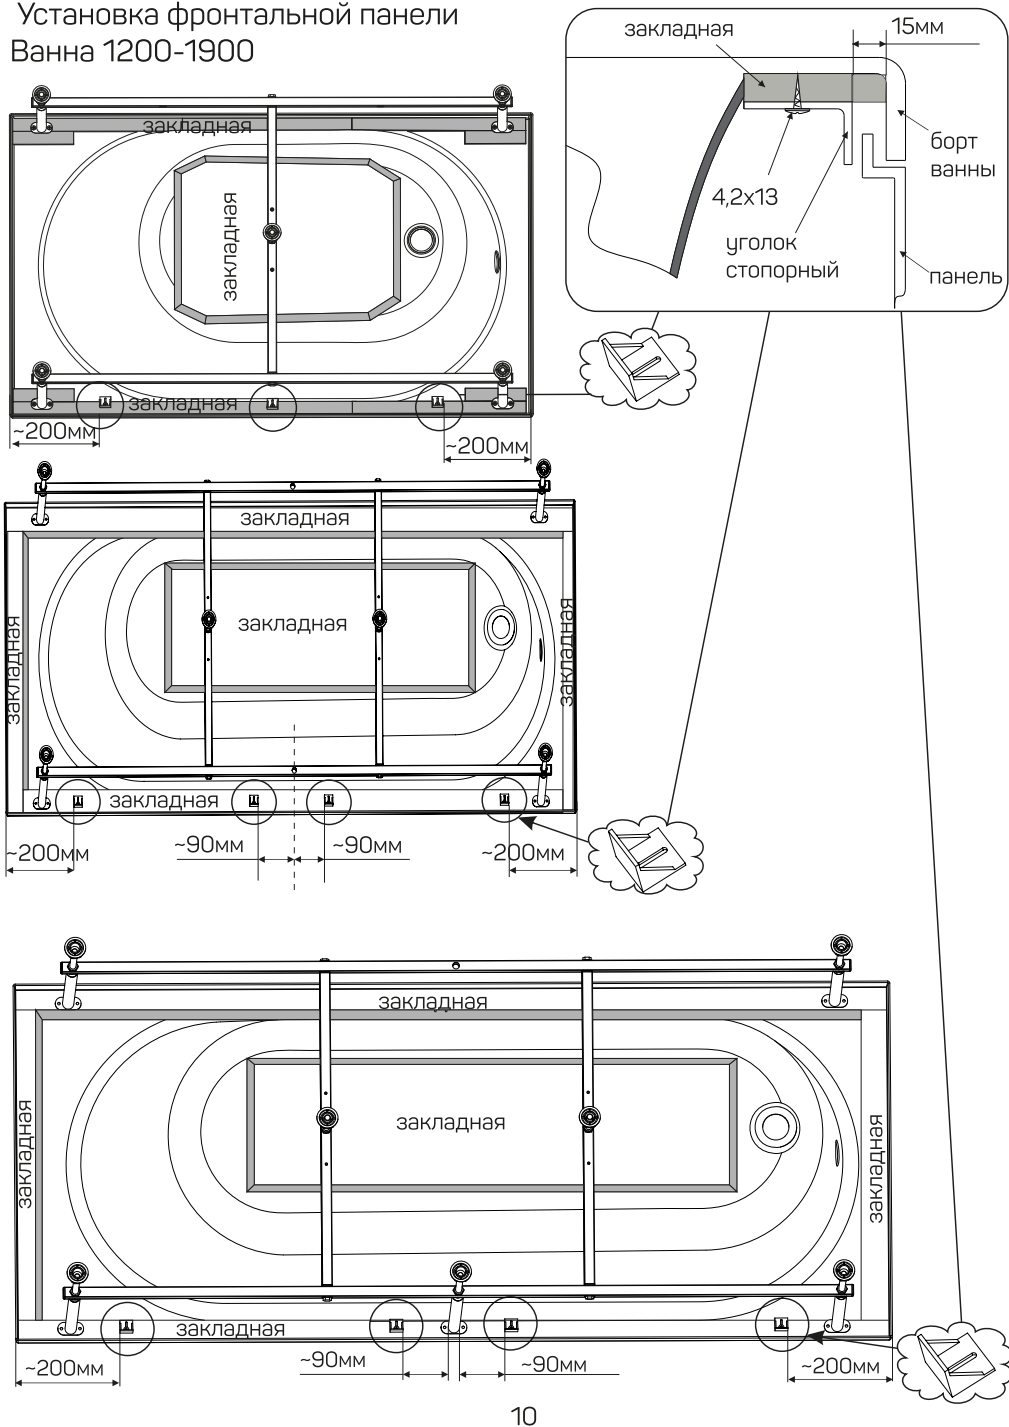 Установка фронтальной панели
Ванна 1200-1900
закладная
15мм
борт
ванны
4,2х13
уголок
стопорный
панель
закладная
закладная
закладная
~200мм
~200мм
закладная
закладная
закладная
закладная
закладная
~200мм
~90мм
~90мм
~200мм
закладная
закладная
закладная
закладная
закладная
~200мм
~90мм
~90мм
~200мм
10